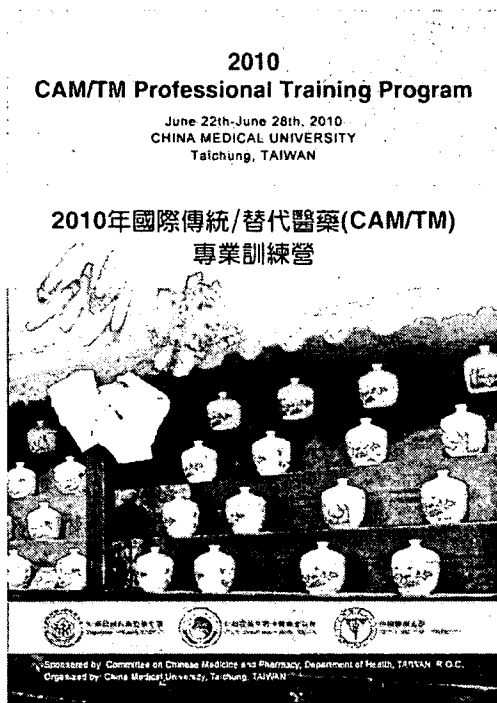 2010
CAM/TM Professional Training Program
June 22th-June 28th, 2010
CHINA MEDICAL UNIVERSITY
Taichung, TAIWAN
2010年國際傳統/替代醫藥(CAM/TM)
專業訓練營
Sponsored by: Committee on Chinese Medicine and Pharmacy, Department of Health, TAIWAN, R.O.C.
Organized by: China Medical University, Taichung, TAIWAN